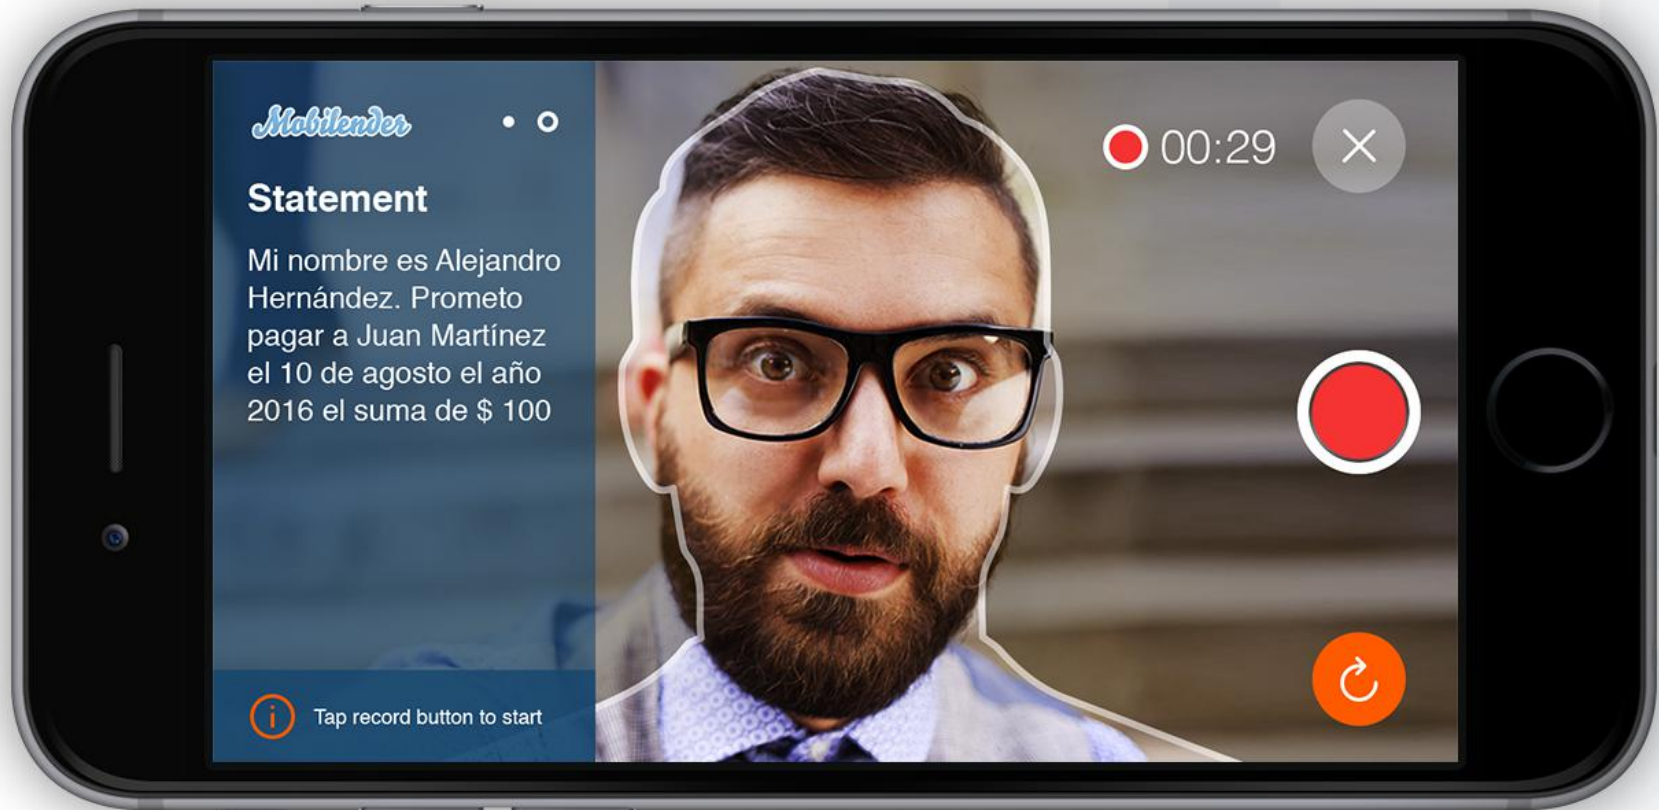 Mobilender
Statement
Mi nombre es Alejandro
Hernández. Prometo
pagar a Juan Martínez
el 10 de agosto el año
2016 el suma de $ 100
Tap record button to start
00:29